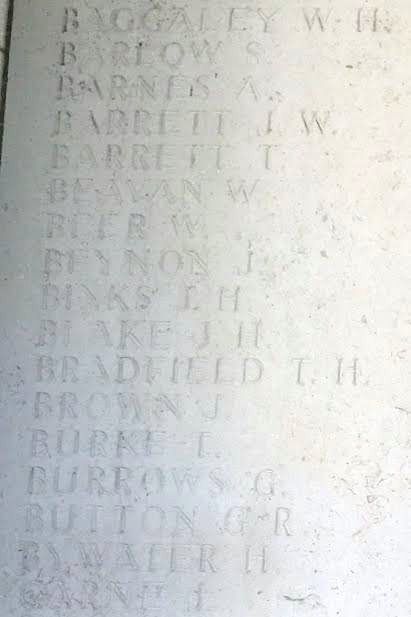 BAGGALEY W. H.
BARLOW S.
BARNES A.
BARRETT J. W.
BARRETT T.
BEAVAN W.
BEER W.
BEYNON J.
BINKS J. H.
BLAKE J. H.
BRADFIELD T. H.
BROWN J.
BURKE T.
BURROWS G.
BUTTON G. R.
BYWATER H.